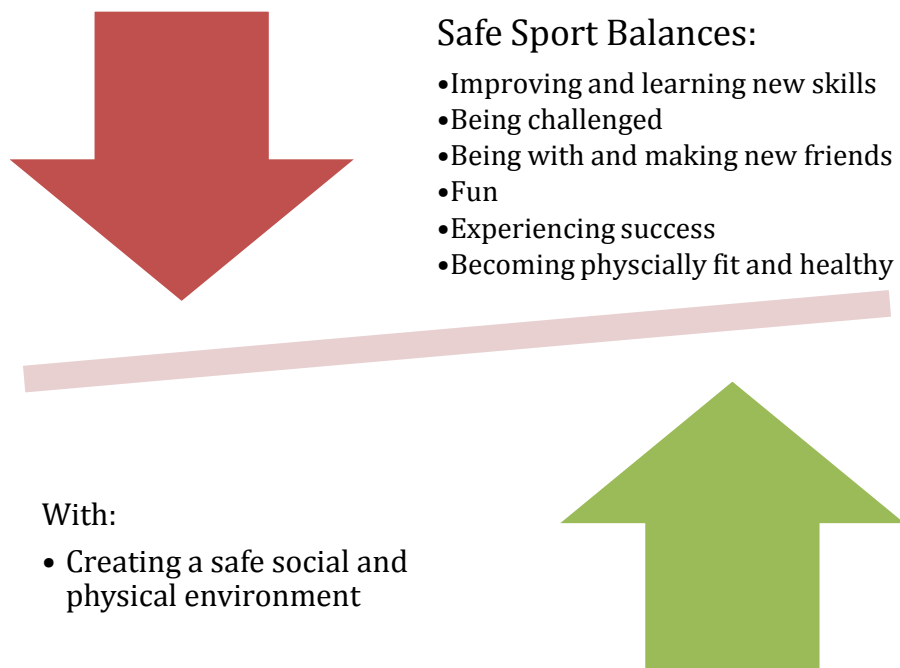 Safe Sport Balances:
•Improving and learning new skills
•Being challenged
•Being with and making new friends
•Fun
•Experiencing success
•Becoming physcially fit and healthy
With:
• Creating a safe social and
physical environment